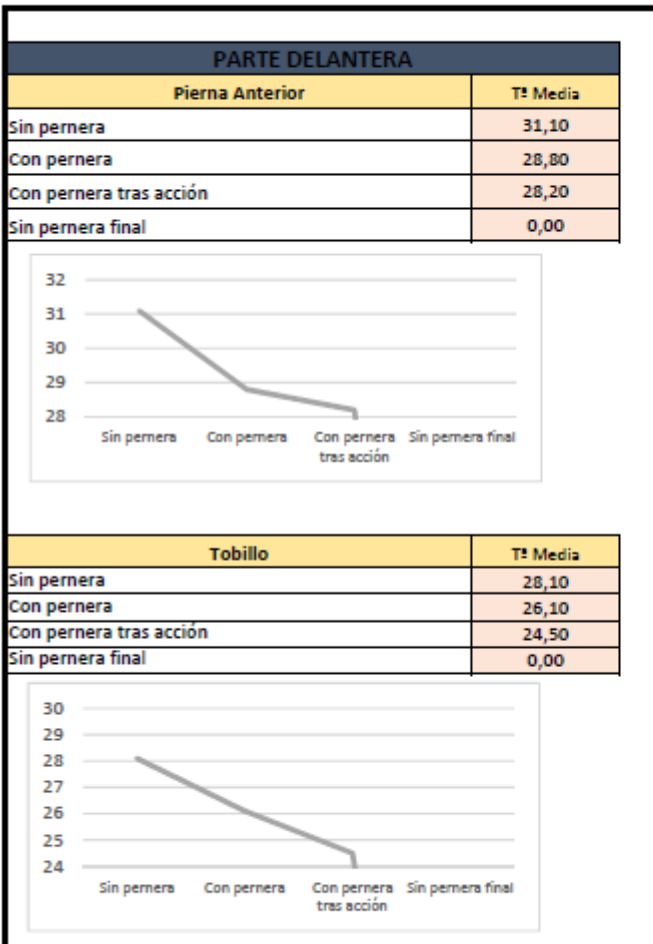 PARTE DELANTERA
Pierna Anterior Tª Media
Sin pernera 31,10
Con pernera 28,80
Con pernera tras acción 28,20
Sin pernera final 0,00
32
31
30
29
28
Sin pernera Con pernera Con pernera Sin pernera final
tras acción
Tobillo Tª Media
Sin pernera 28,10
Con pernera 26,10
Con pernera tras acción 24,50
Sin pernera final 0,00
30
29
28
27
26
25
24
Sin pernera Con pernera Con pernera Sin pernera final
tras acción